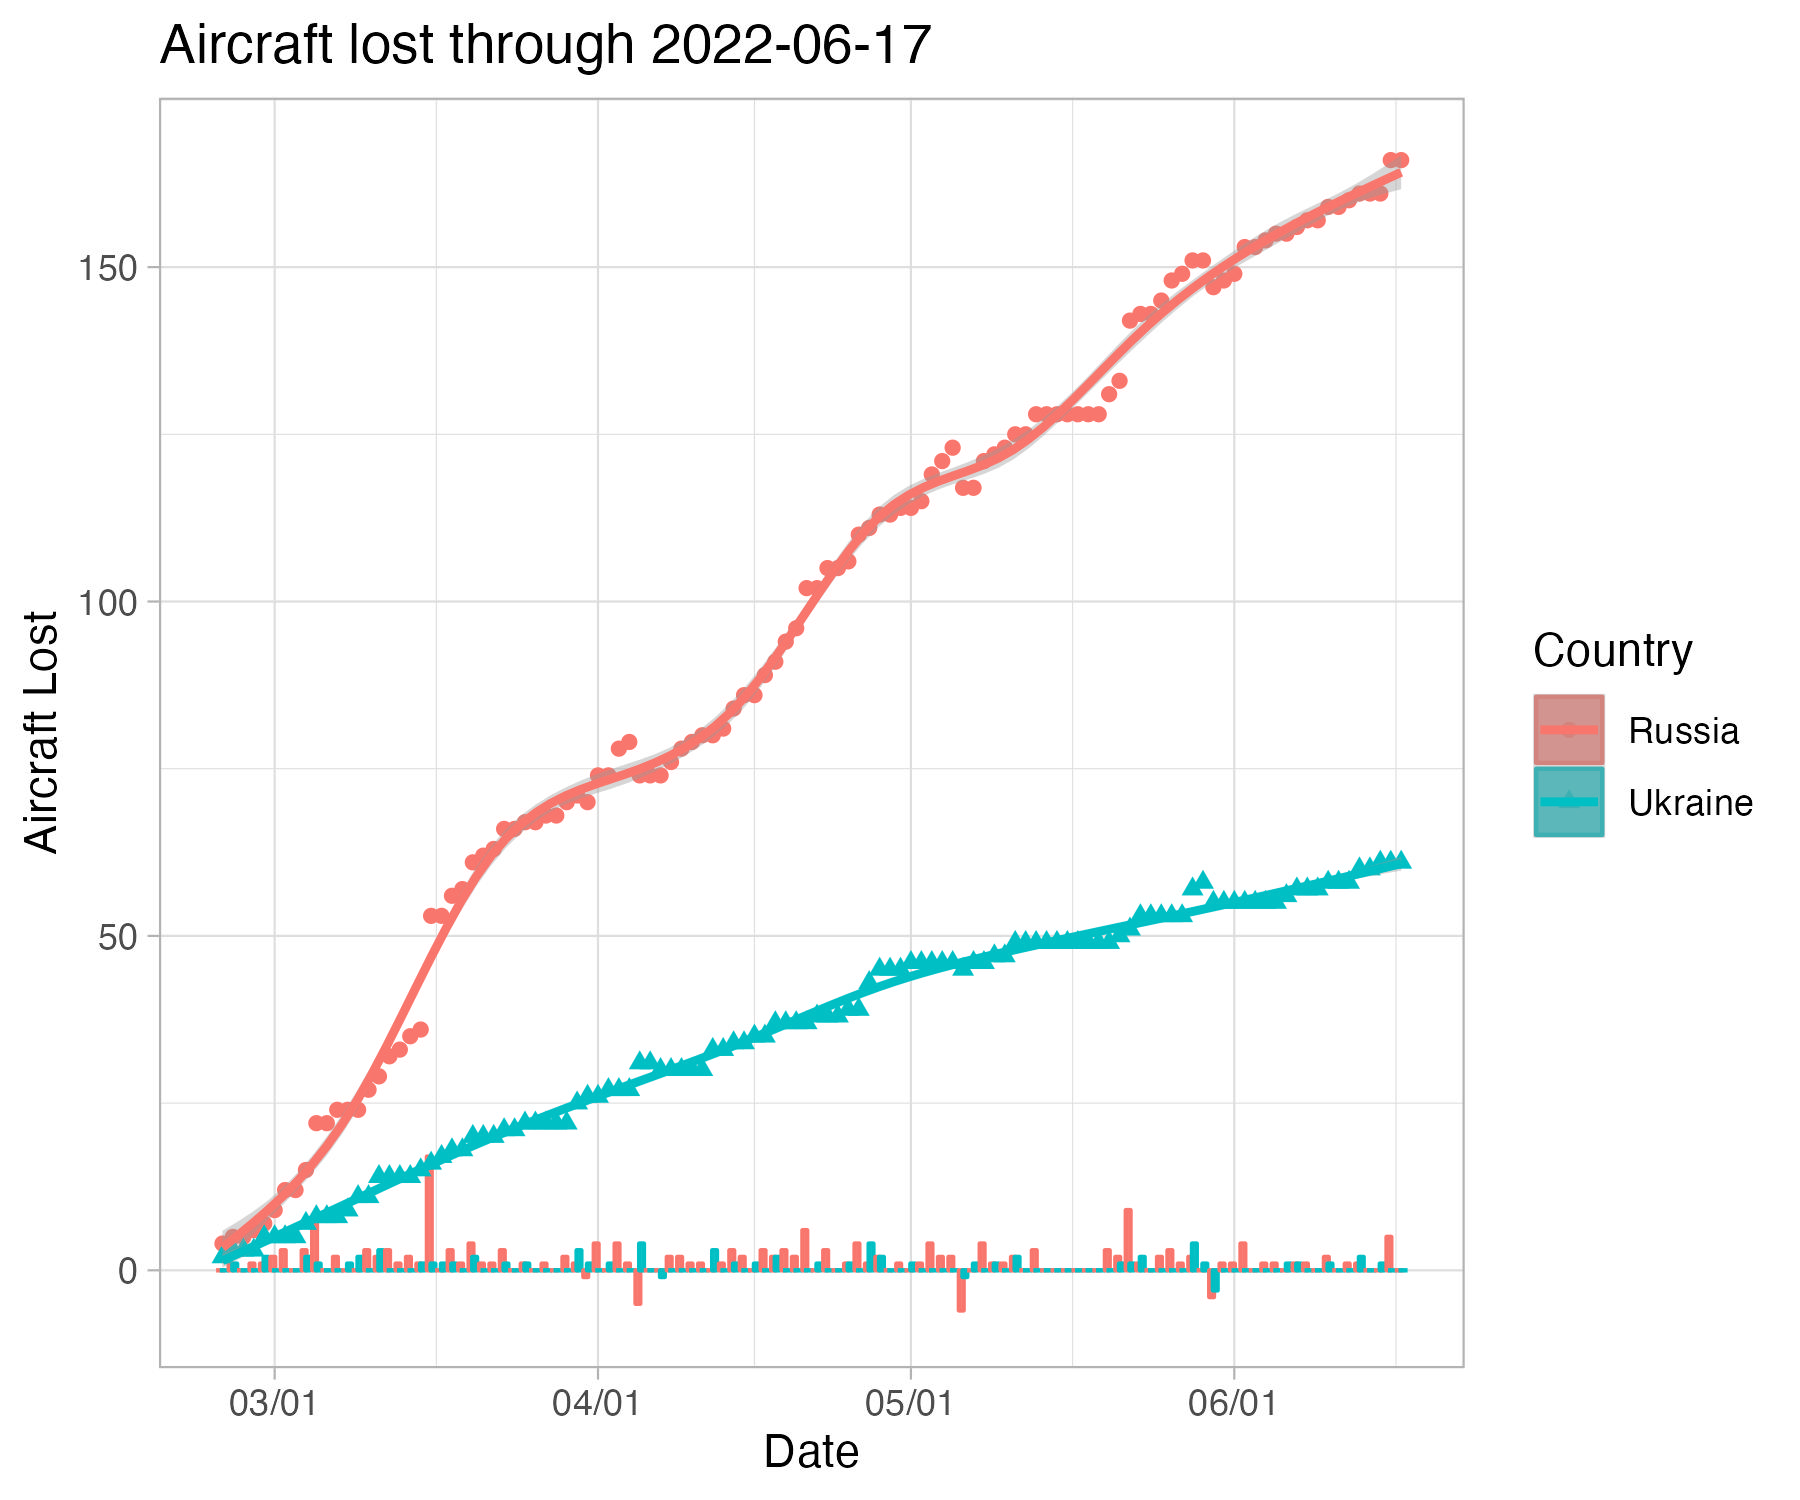 Aircraft lost through 2022-06-17
Aircraft Lost
150
100
50
0
03/01 04/01 05/01 06/01
Date
Country
Russia
Ukraine